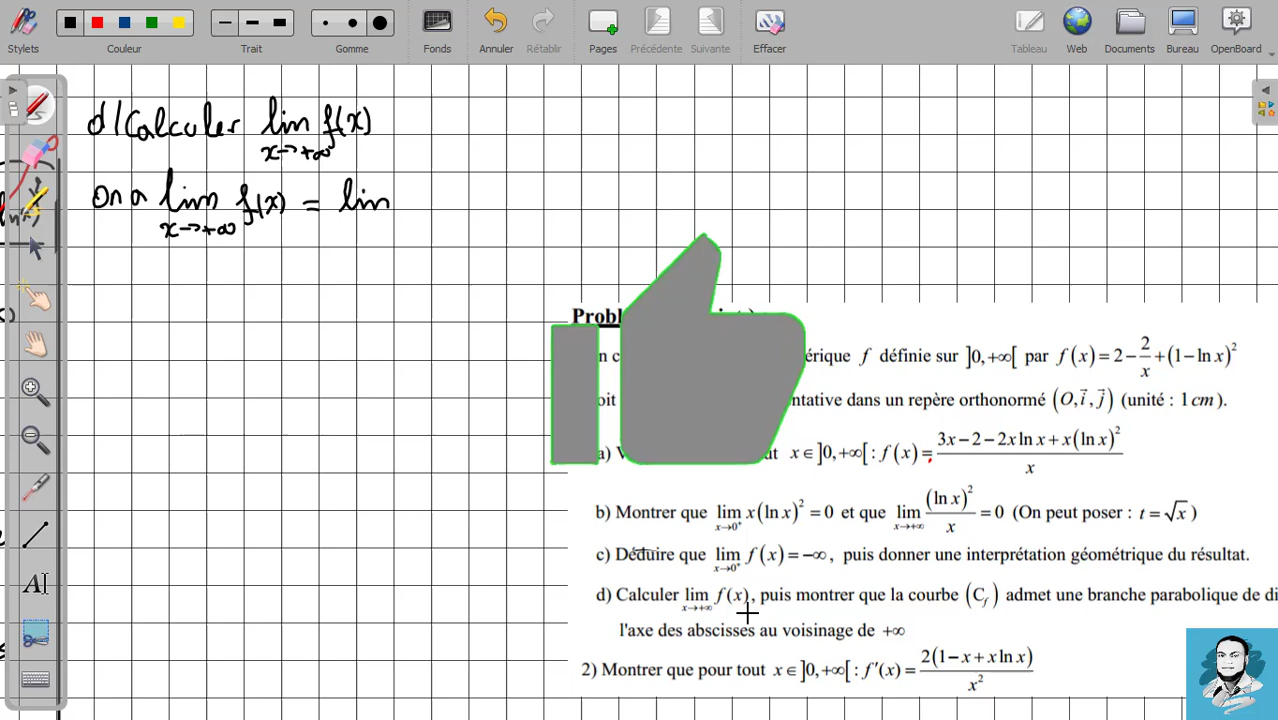 Stylets Couleur Trait Gomme Fonds Annuler Rétablir Pages Précédente Suivante Effacer Tableau Web Documents Bureau OpenBoard
d/ Calculer lim f(x)
x→+∞
On a lim f(x) = lim
x→+∞
Probl
érique f définie sur ]0,+∞[ par f(x) = 2 − 2/x + (1 − ln x)²
oit
ntative dans un repère orthonormé (O, i⃗, j⃗) (unité : 1 cm).
a) V
ut x ∈ ]0,+∞[ : f(x) = (3x − 2 − 2x ln x + x(ln x)²)/x
b) Montrer que lim x→0⁺ x(ln x)² = 0 et que lim x→+∞ (ln x)²/x = 0 (On peut poser : t = √x)
c) Déduire que lim x→0⁺ f(x) = −∞, puis donner une interprétation géométrique du résultat.
d) Calculer lim x→+∞ f(x), puis montrer que la courbe (C_f) admet une branche parabolique de di
l'axe des abscisses au voisinage de +∞
2) Montrer que pour tout x ∈ ]0,+∞[ : f′(x) = 2(1 − x + x ln x)/x²